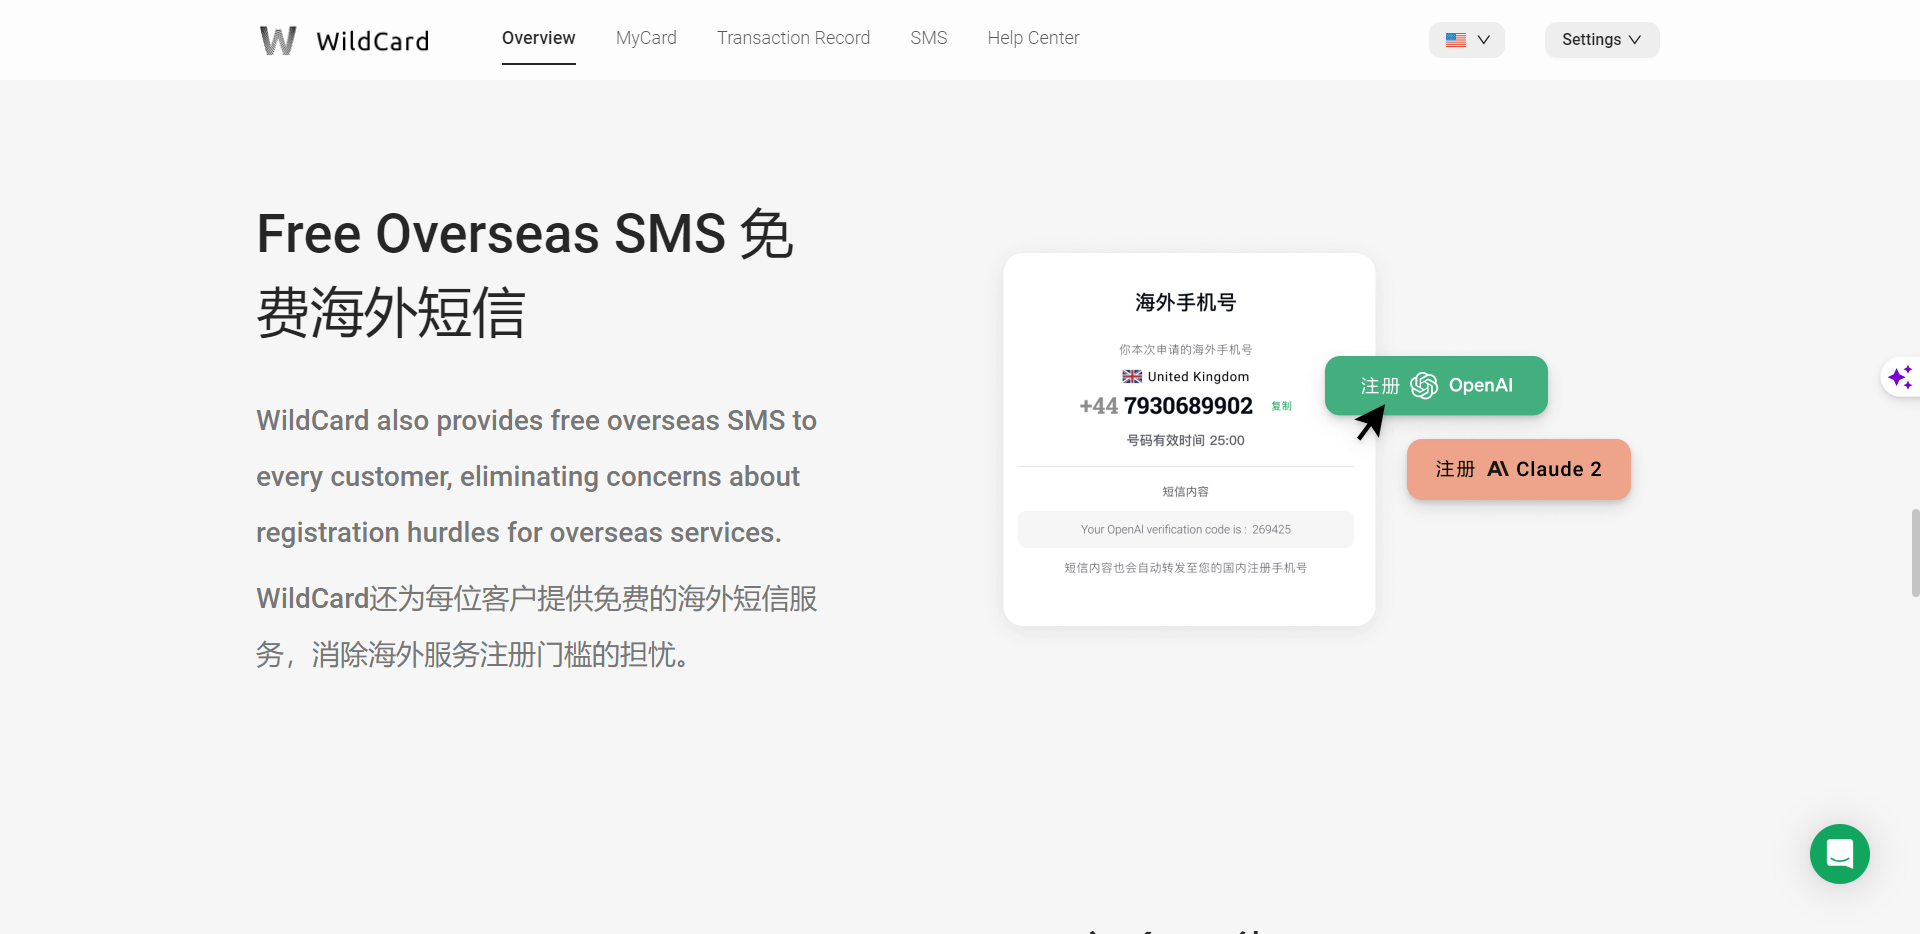 WildCard
Overview
MyCard
Transaction Record
SMS
Help Center
Settings
Free Overseas SMS 免
费海外短信
WildCard also provides free overseas SMS to
every customer, eliminating concerns about
registration hurdles for overseas services.
WildCard还为每位客户提供免费的海外短信服
务，消除海外服务注册门槛的担忧。
海外手机号
你本次申请的海外手机号
United Kingdom
+44 7930689902 复制
号码有效时间 25:00
短信内容
Your OpenAI verification code is : 269425
短信内容也会自动转发至您的国内注册手机号
注册 OpenAI
注册 Claude 2